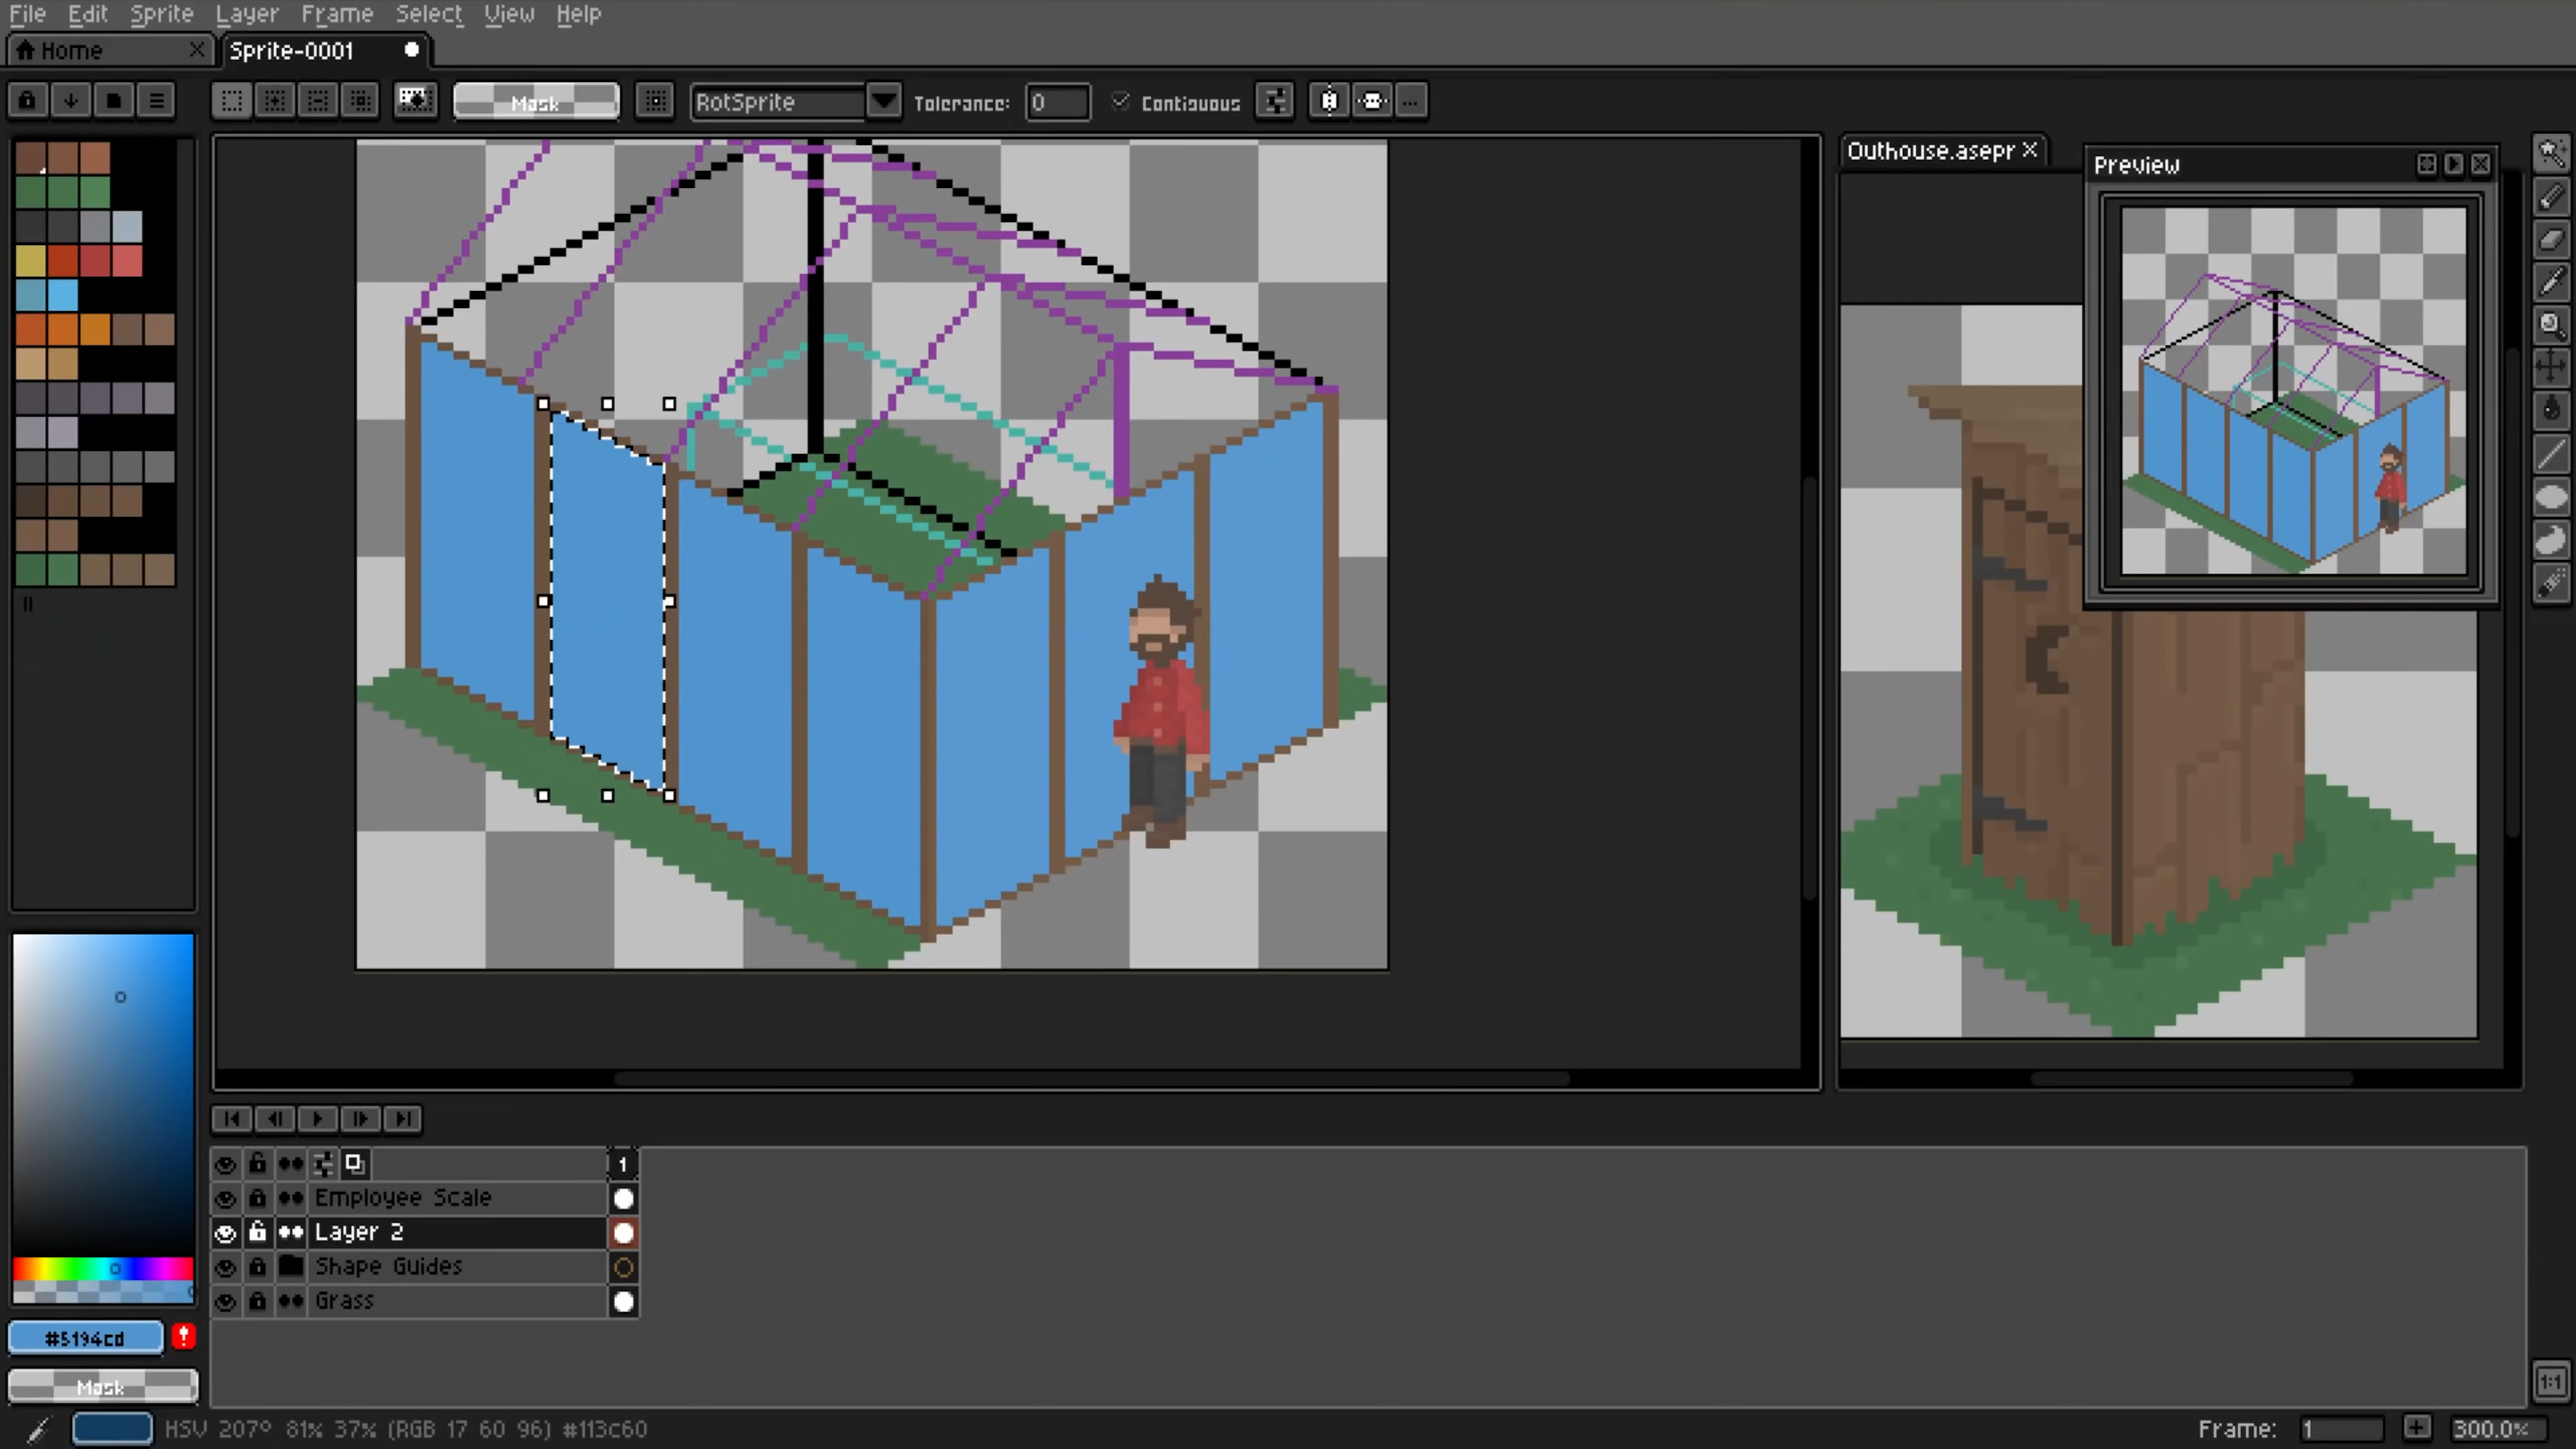 File Edit Sprite Layer Frame Select View Help
Home
Sprite-0001
Mask RotSprite Tolerance: 0 Contiguous ...
Outhouse.asepr
Preview
1
Employee Scale
Layer 2
Shape Guides
Grass
#5194cd
Mask
1:1
HSV 207° 81% 37% (RGB 17 60 96) #113c60
Frame: 1 300.0%